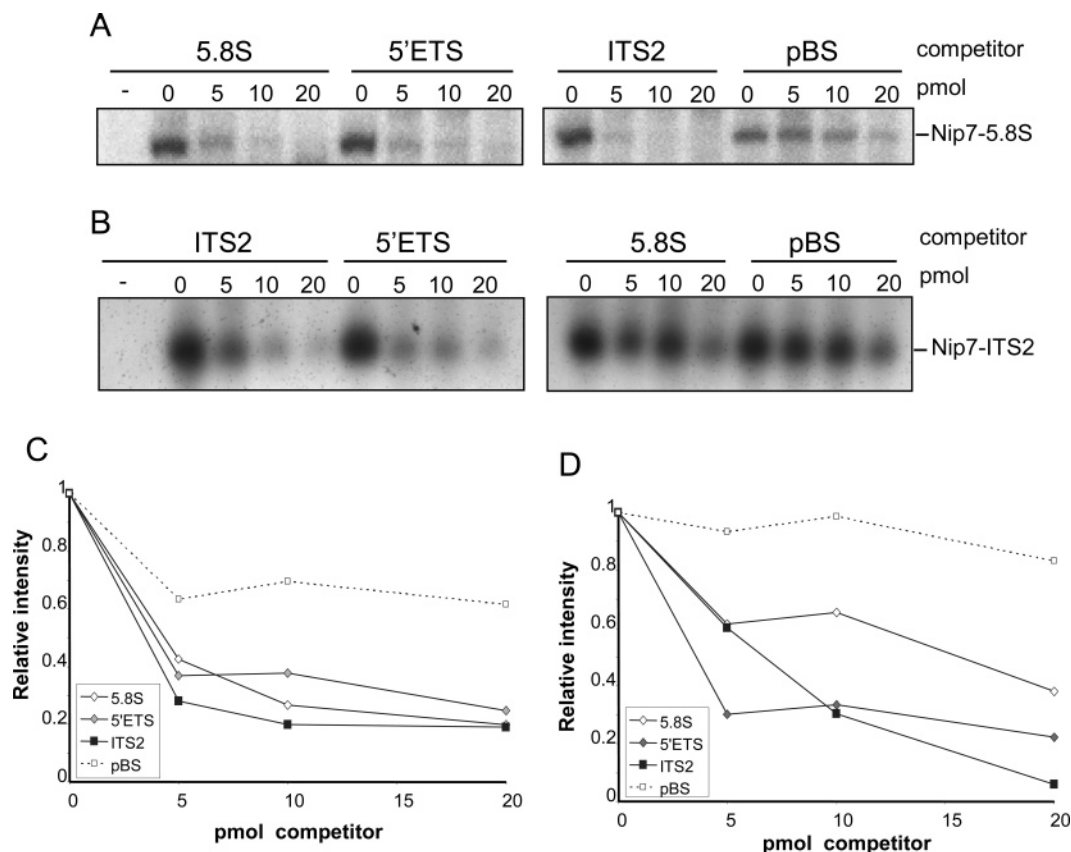 A
5.8S 5'ETS ITS2 pBS competitor
- 0 5 10 20 0 5 10 20 0 5 10 20 0 5 10 20 pmol
Nip7-5.8S
B
ITS2 5'ETS 5.8S pBS competitor
- 0 5 10 20 0 5 10 20 0 5 10 20 0 5 10 20 pmol
Nip7-ITS2
C
Relative intensity
1
0.8
0.6
0.4
0.2
0
5.8S
5'ETS
ITS2
pBS
0 5 10 15 20
pmol competitor
D
Relative intensity
1
0.8
0.6
0.4
0.2
0
5.8S
5'ETS
ITS2
pBS
0 5 10 15 20
pmol competitor